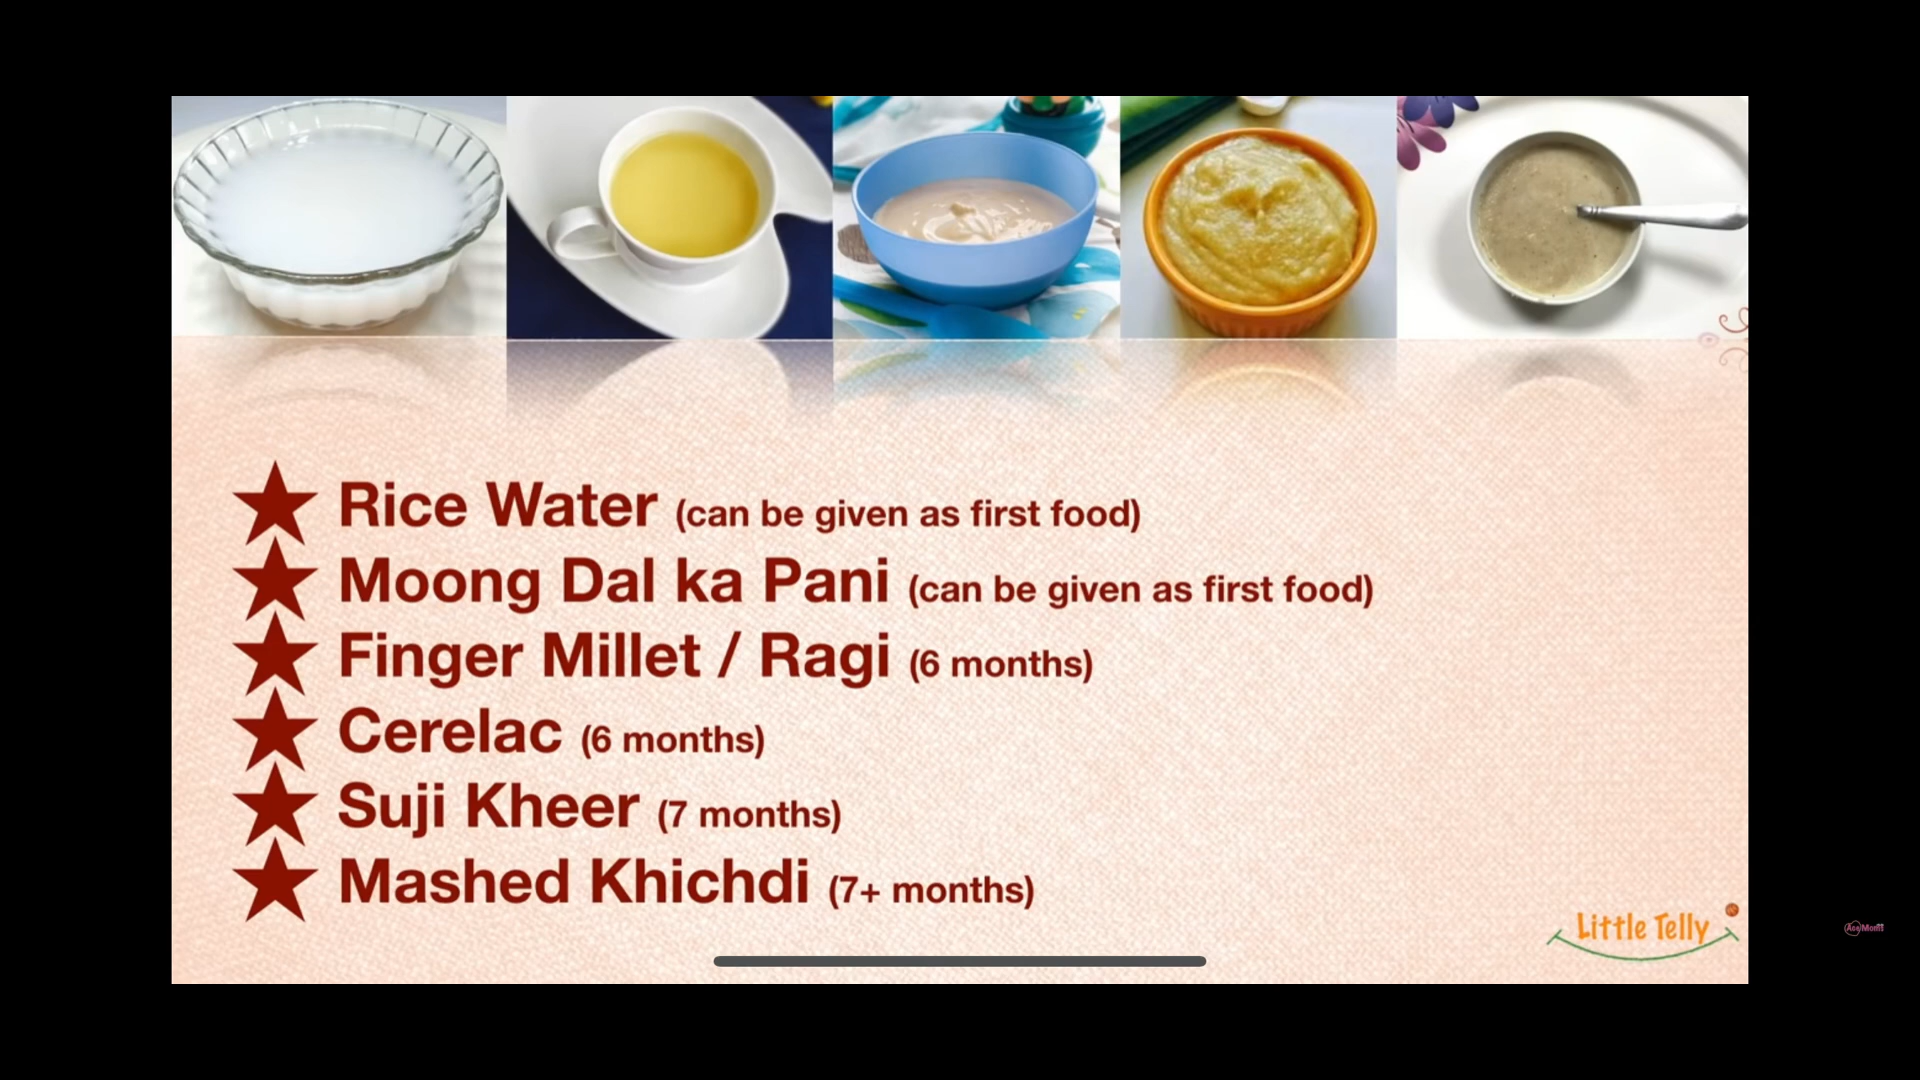 Rice Water (can be given as first food)
Moong Dal ka Pani (can be given as first food)
Finger Millet / Ragi (6 months)
Cerelac (6 months)
Suji Kheer (7 months)
Mashed Khichdi (7+ months)
Little Telly
AceMoms